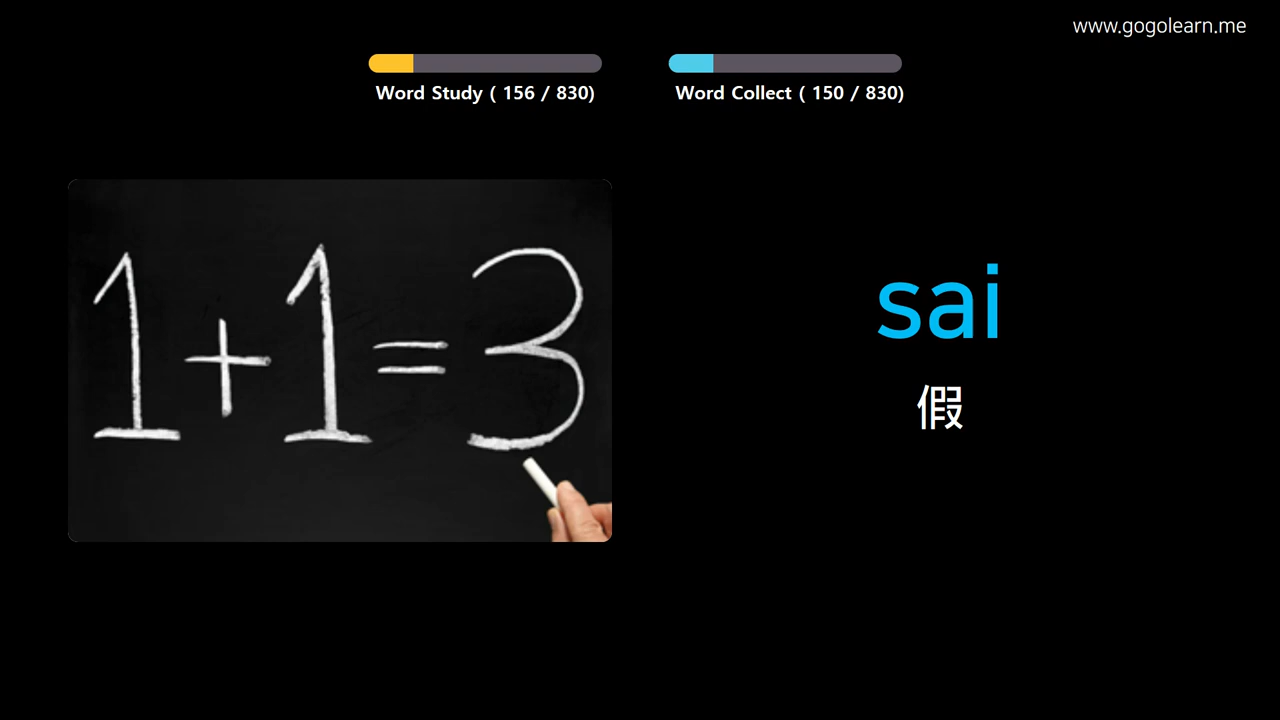 www.gogolearn.me
Word Study ( 156 / 830)
Word Collect ( 150 / 830)
1+1=3
sai
假